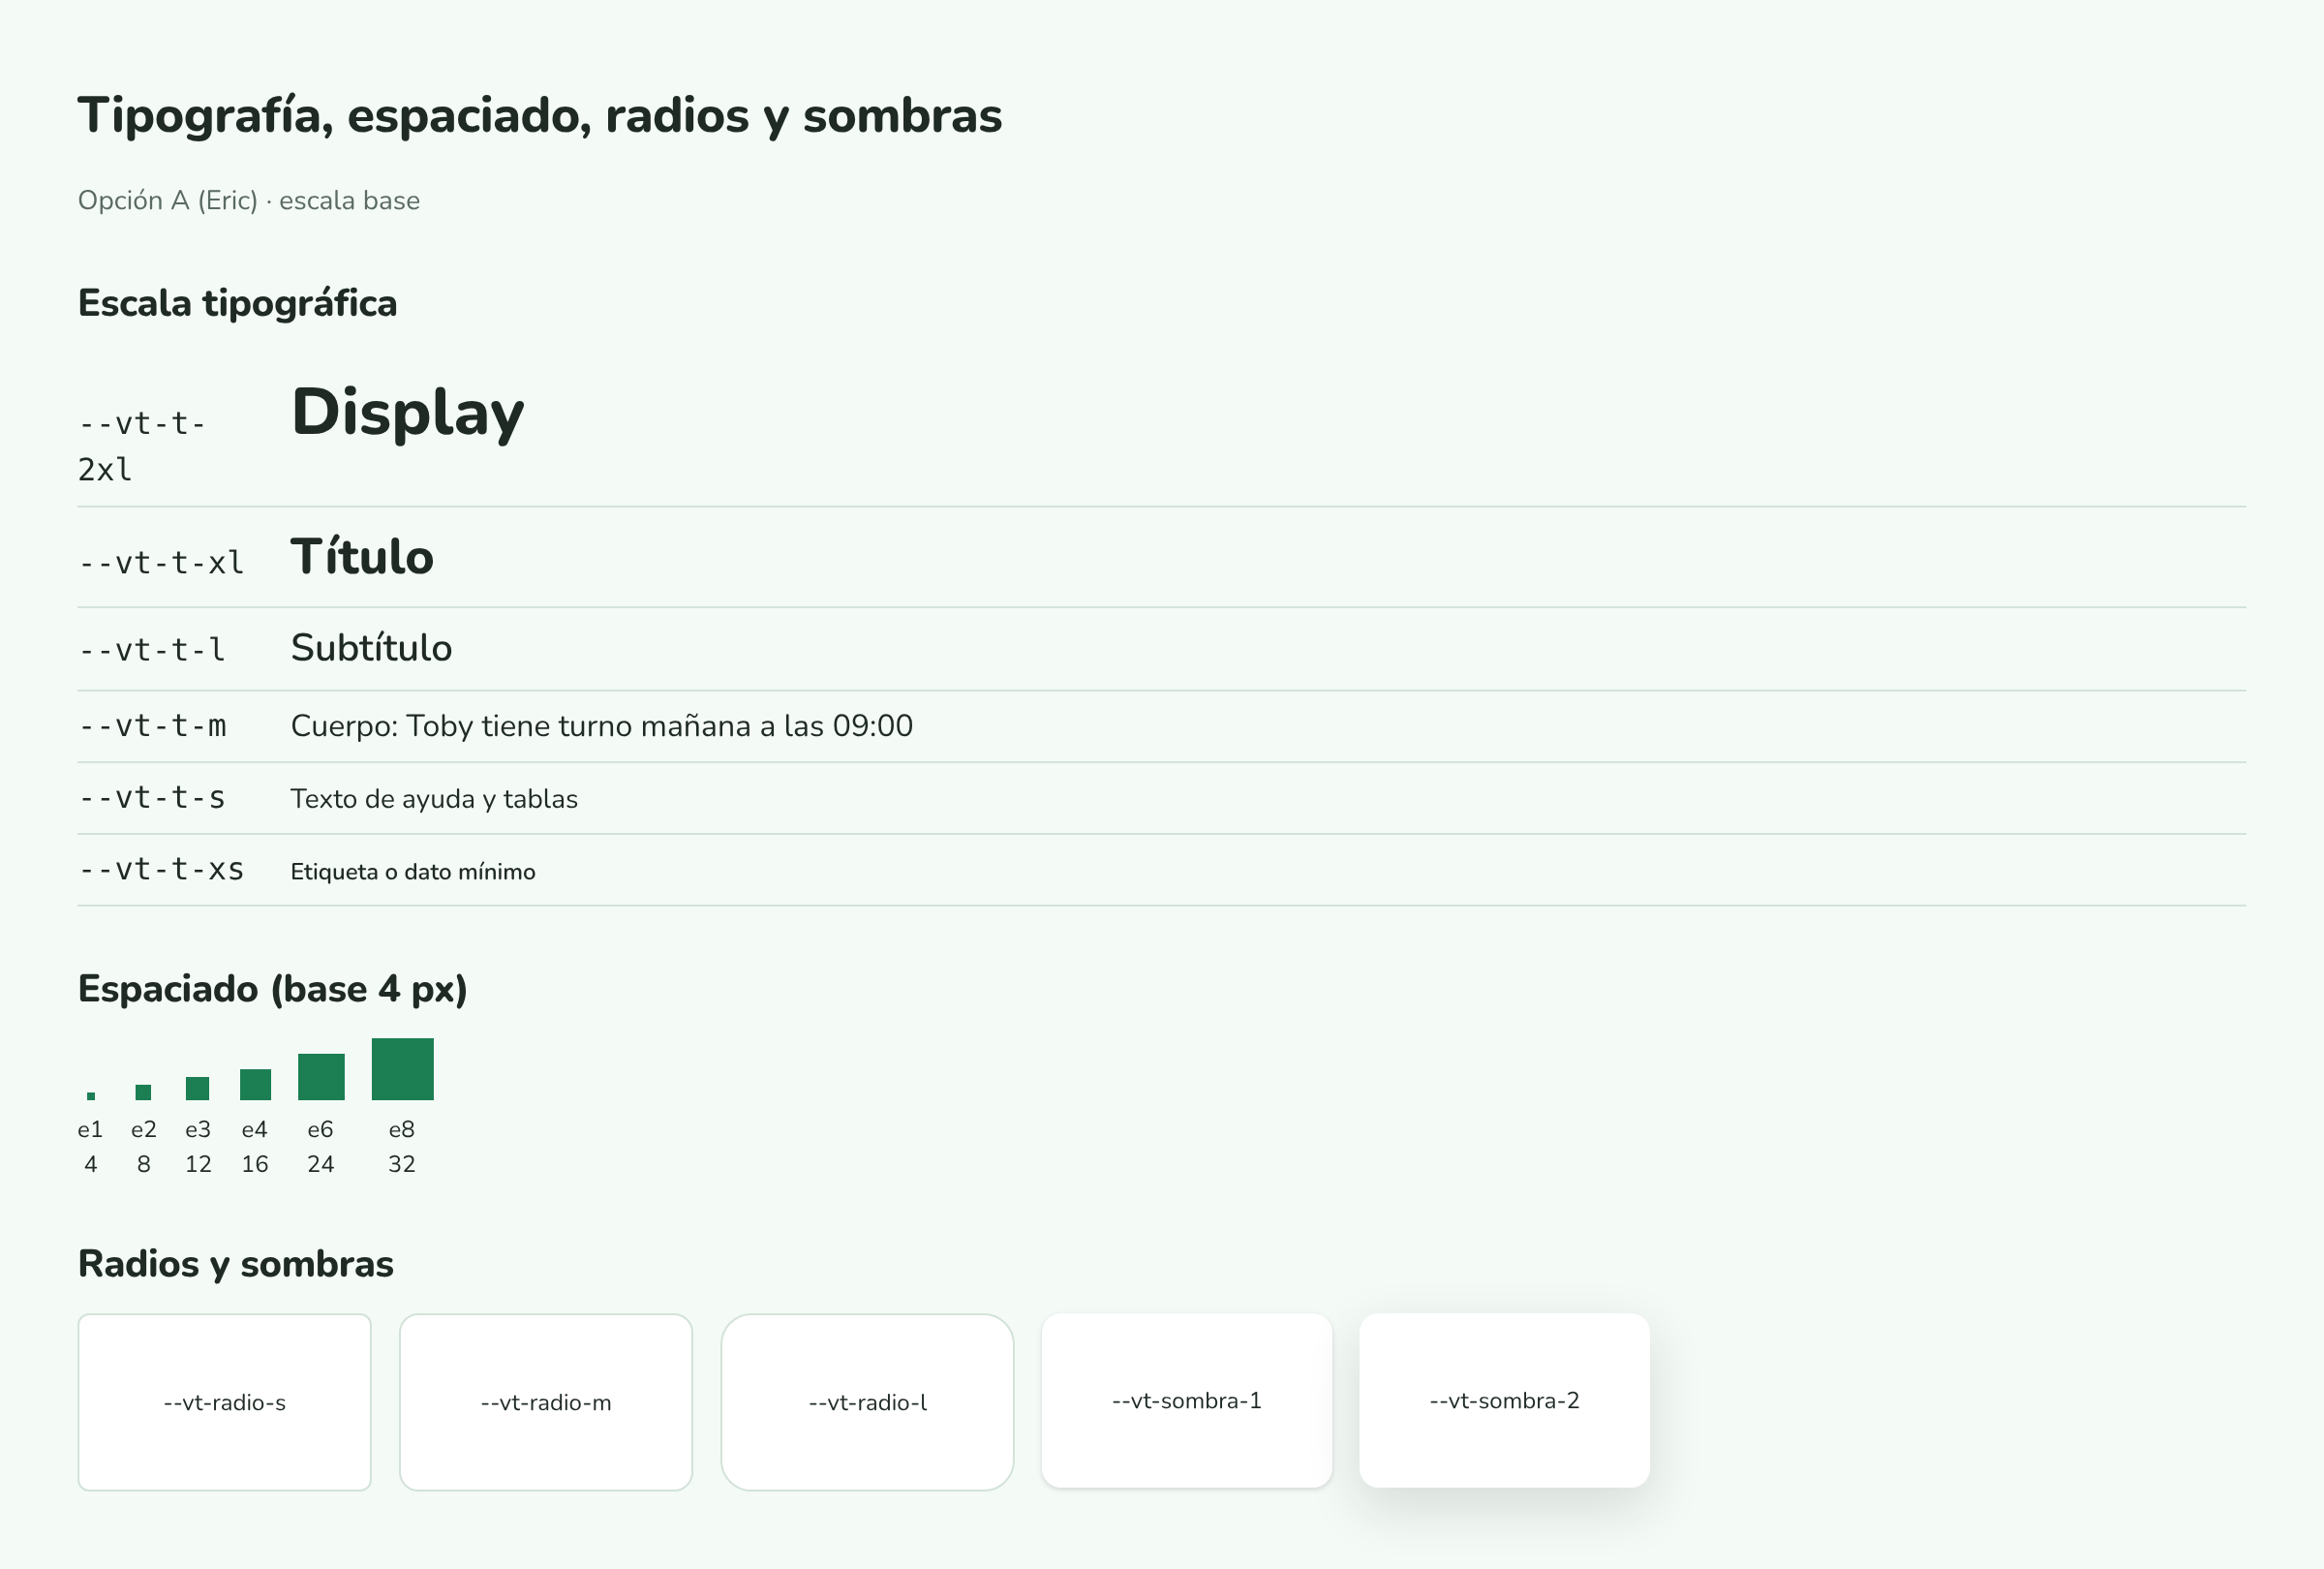 Tipografía, espaciado, radios y sombras
Opción A (Eric) · escala base
Escala tipográfica
--vt-t-2xl Display
--vt-t-xl Título
--vt-t-l Subtítulo
--vt-t-m Cuerpo: Toby tiene turno mañana a las 09:00
--vt-t-s Texto de ayuda y tablas
--vt-t-xs Etiqueta o dato mínimo
Espaciado (base 4 px)
e1 e2 e3 e4 e6 e8
4 8 12 16 24 32
Radios y sombras
--vt-radio-s --vt-radio-m --vt-radio-l --vt-sombra-1 --vt-sombra-2